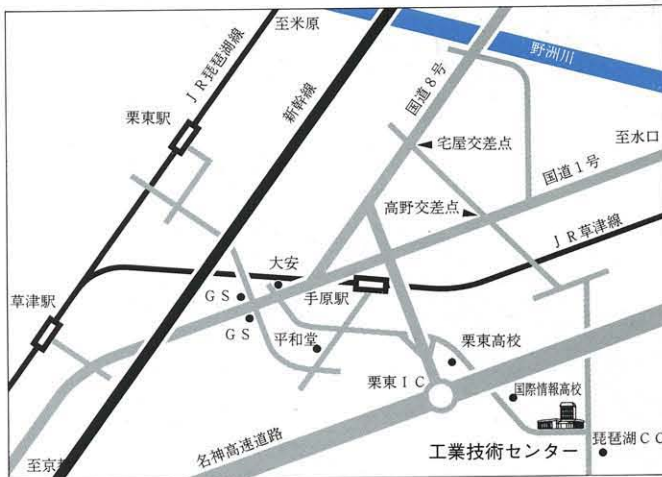 至米原
野洲川
JR琵琶湖線
新幹線
国道8号
栗東駅
宅屋交差点
至水口
国道1号
高野交差点
JR草津線
大安
草津駅
GS
手原駅
GS
平和堂
栗東高校
栗東IC
国際情報高校
名神高速道路
工業技術センター
琵琶湖CC
至京都